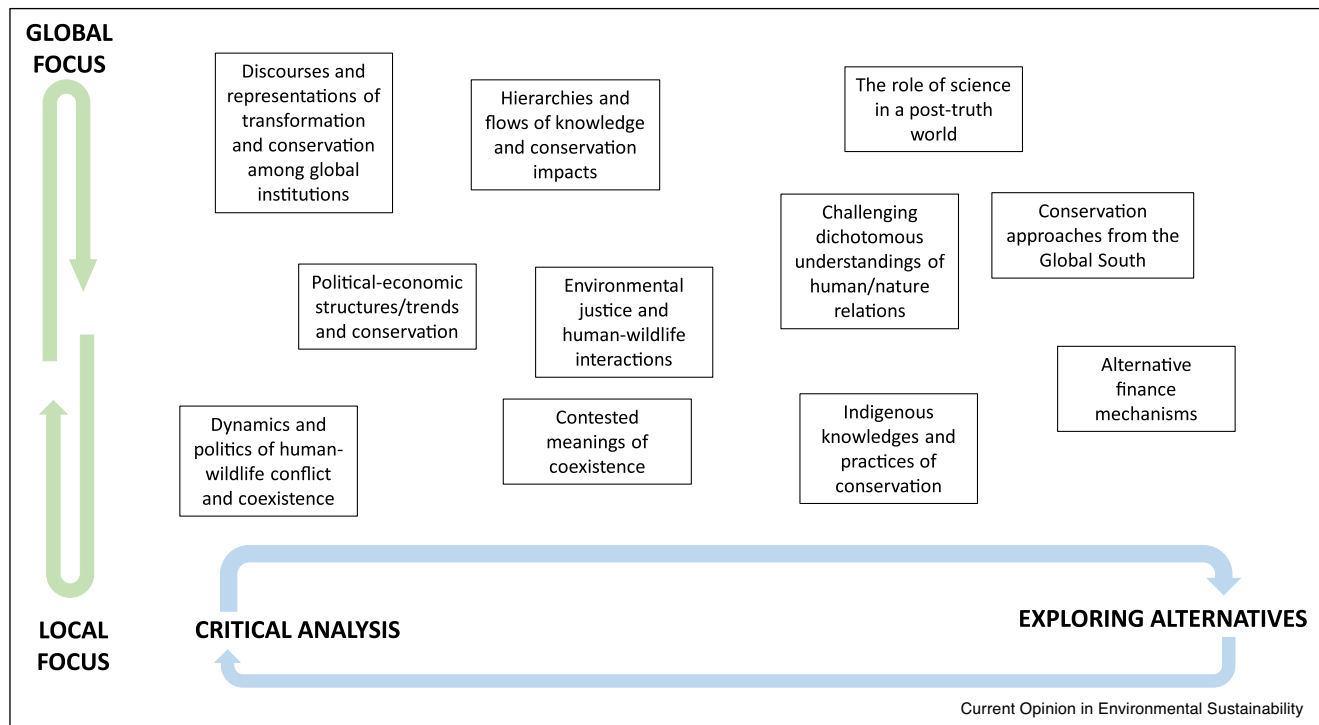 GLOBAL
FOCUS
Discourses and
representations of
transformation
and conservation
among global
institutions
Hierarchies and
flows of knowledge
and conservation
impacts
The role of science
in a post-truth
world
Challenging
dichotomous
understandings of
human/nature
relations
Conservation
approaches from the
Global South
Political-economic
structures/trends
and conservation
Environmental
justice and
human-wildlife
interactions
Alternative
finance
mechanisms
Dynamics and
politics of human-
wildlife conflict
and coexistence
Contested
meanings of
coexistence
Indigenous
knowledges and
practices of
conservation
LOCAL
FOCUS
CRITICAL ANALYSIS
EXPLORING ALTERNATIVES
Current Opinion in Environmental Sustainability